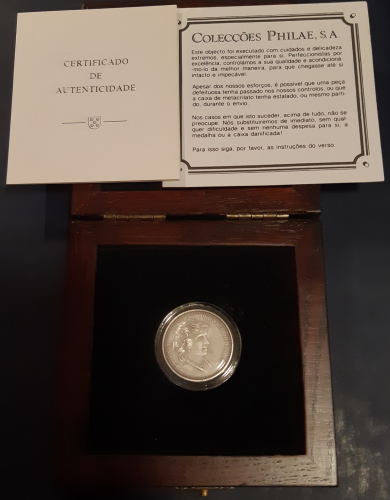 CERTIFICADO
DE
AUTENTICIDADE
COLECÇÕES PHILAE, S.A.
Este objecto foi executado com cuidados e delicadeza
extremos, especialmente para si. Perfeccionistas por
excelência, controlámos a sua qualidade e acondicioná-
mo-lo da melhor maneira, para que chegasse até si
intacto e impecável.
Apesar dos nossos esforços, é possível que uma peça
defeituosa tenha passado nos nossos controlos, ou que
a caixa de metacrilano tenha estalado, ou mesmo parti-
do, durante o envio.
Nos casos em que isto suceder, acima de tudo, não se
preocupe. Nós substituiremos de imediato, sem qual
quer dificuldade e sem nenhuma despesa para si, a
medalha ou a caixa danificada!
Para isso siga, por favor, as instruções do verso.